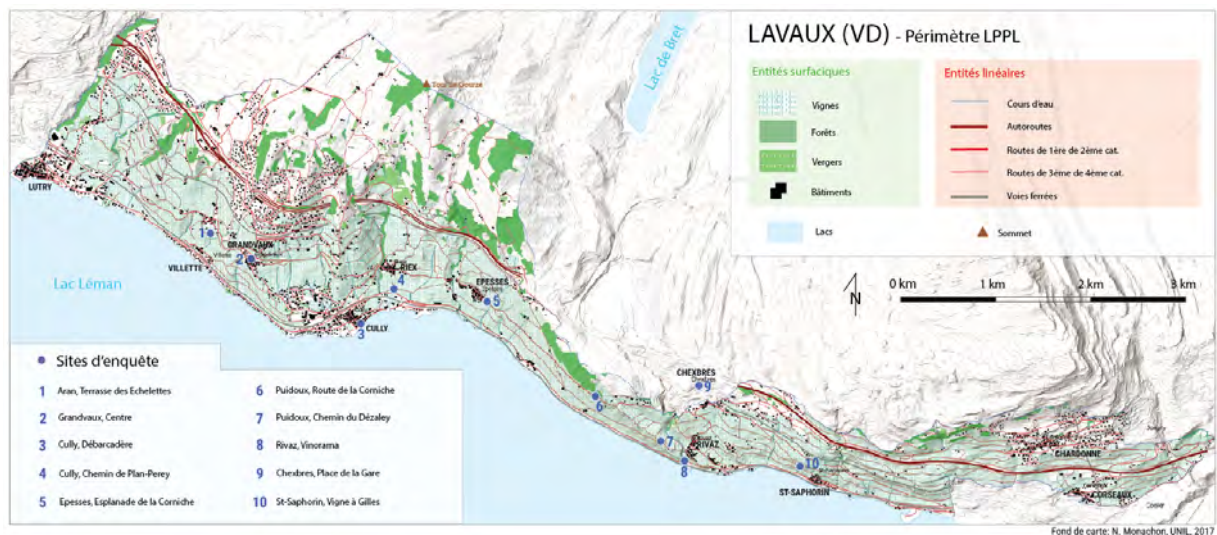 LAVAUX (VD) - Périmètre LPPL
Entités surfaciques
Vignes
Forêts
Vergers
Bâtiments
Lacs
Entités linéaires
Cours d'eau
Autoroutes
Routes de 1ère de 2ème cat.
Routes de 3ème de 4ème cat.
Voies ferrées
Sommet
N
0 km 1 km 2 km 3 km
Lac de Bret
Lac Léman
LUTRY
1
GRANDVAUX
2
VILLETTE
RIEX
4
EPESSES
5
3 CULLY
6
CHEXBRES
9
7
RIVAZ
8
10
ST-SAPHORIN
CHARDONNE
CORSEAUX
Sites d'enquête
1 Aran, Terrasse des Echelettes
2 Grandvaux, Centre
3 Cully, Débarcadère
4 Cully, Chemin de Plan-Perey
5 Epesses, Esplanade de la Corniche
6 Puidoux, Route de la Corniche
7 Puidoux, Chemin du Dézaley
8 Rivaz, Vinorama
9 Chexbres, Place de la Gare
10 St-Saphorin, Vigne à Gilles
Fond de carte: N. Monachon, UNIL, 2017